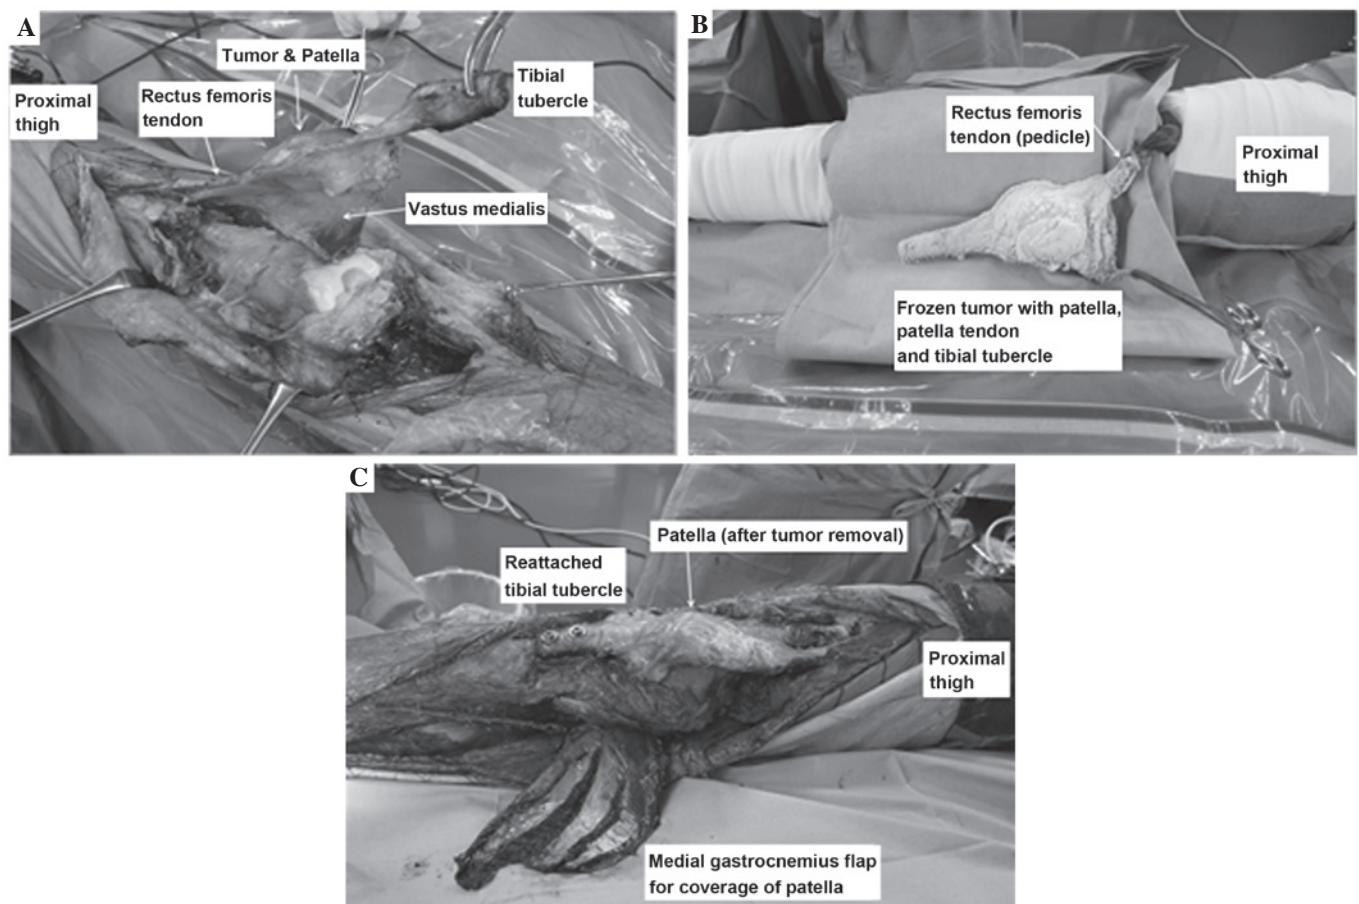 A
Tumor & Patella
Proximal
thigh
Rectus femoris
tendon
Tibial
tubercle
Vastus medialis
B
Rectus femoris
tendon (pedicle)
Proximal
thigh
Frozen tumor with patella,
patella tendon
and tibial tubercle
C
Patella (after tumor removal)
Reattached
tibial tubercle
Proximal
thigh
Medial gastrocnemius flap
for coverage of patella